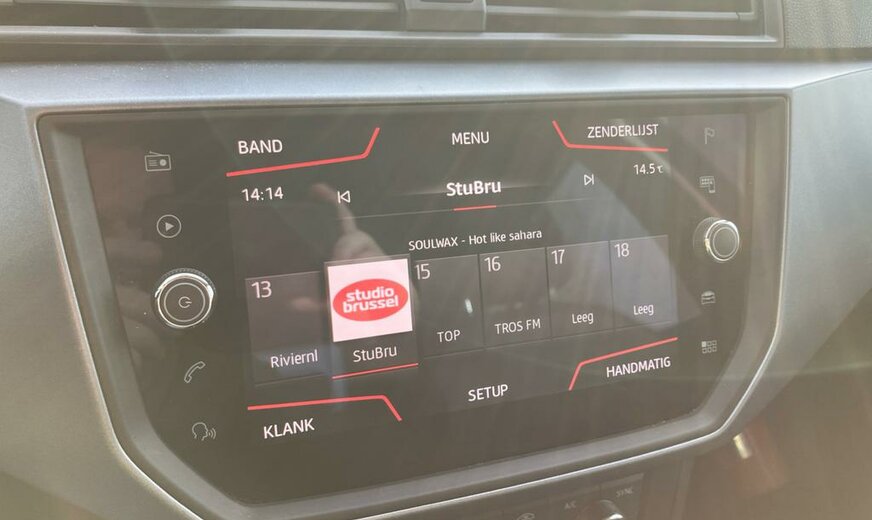 BAND
MENU
ZENDERLIJST
14:14
StuBru
14.5℃
SOULWAX - Hot like sahara
13
15
16
17
18
studio
brussel
Riviernl
StuBru
TOP
TROS FM
Leeg
Leeg
KLANK
SETUP
HANDMATIG
A/C
SYNC